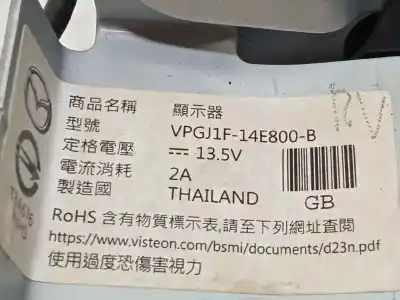 商品名稱 顯示器
型號 VPGJ1F-14E800-B
定格電壓 ⎓ 13.5V
電流消耗 2A
製造國 THAILAND
GB
RoHS 含有物質標示表,請至下列網址查閱
https://www.visteon.com/bsmi/documents/d23n.pdf
使用過度恐傷害視力